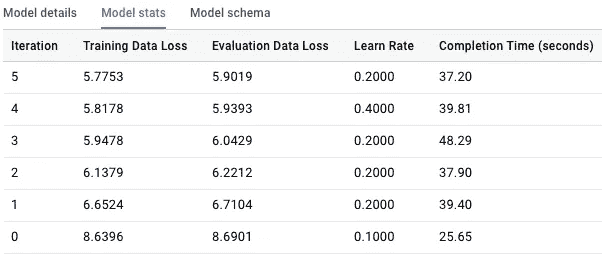 Model details Model stats Model schema
Iteration Training Data Loss Evaluation Data Loss Learn Rate Completion Time (seconds)
5 5.7753 5.9019 0.2000 37.20
4 5.8178 5.9393 0.4000 39.81
3 5.9478 6.0429 0.2000 48.29
2 6.1379 6.2212 0.2000 37.90
1 6.6524 6.7104 0.2000 39.40
0 8.6396 8.6901 0.1000 25.65